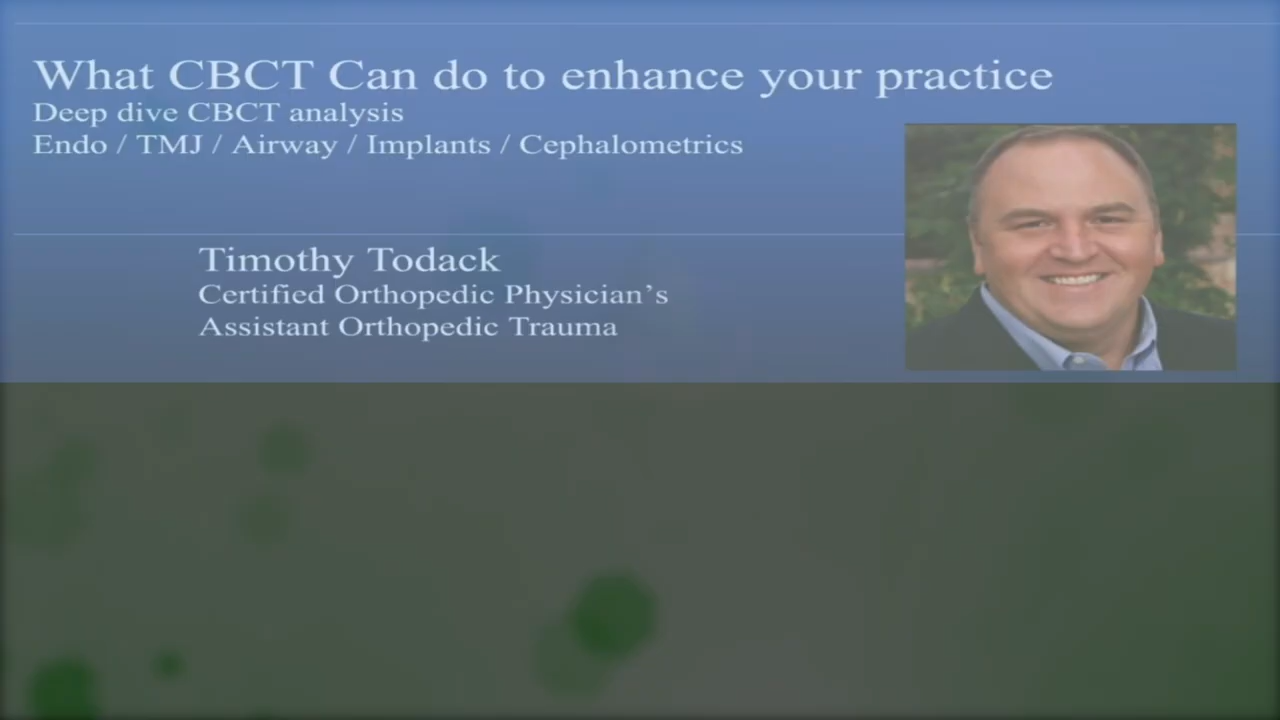 What CBCT Can do to enhance your practice
Deep dive CBCT analysis
Endo / TMJ / Airway / Implants / Cephalometrics
Timothy Todack
Certified Orthopedic Physician’s
Assistant Orthopedic Trauma